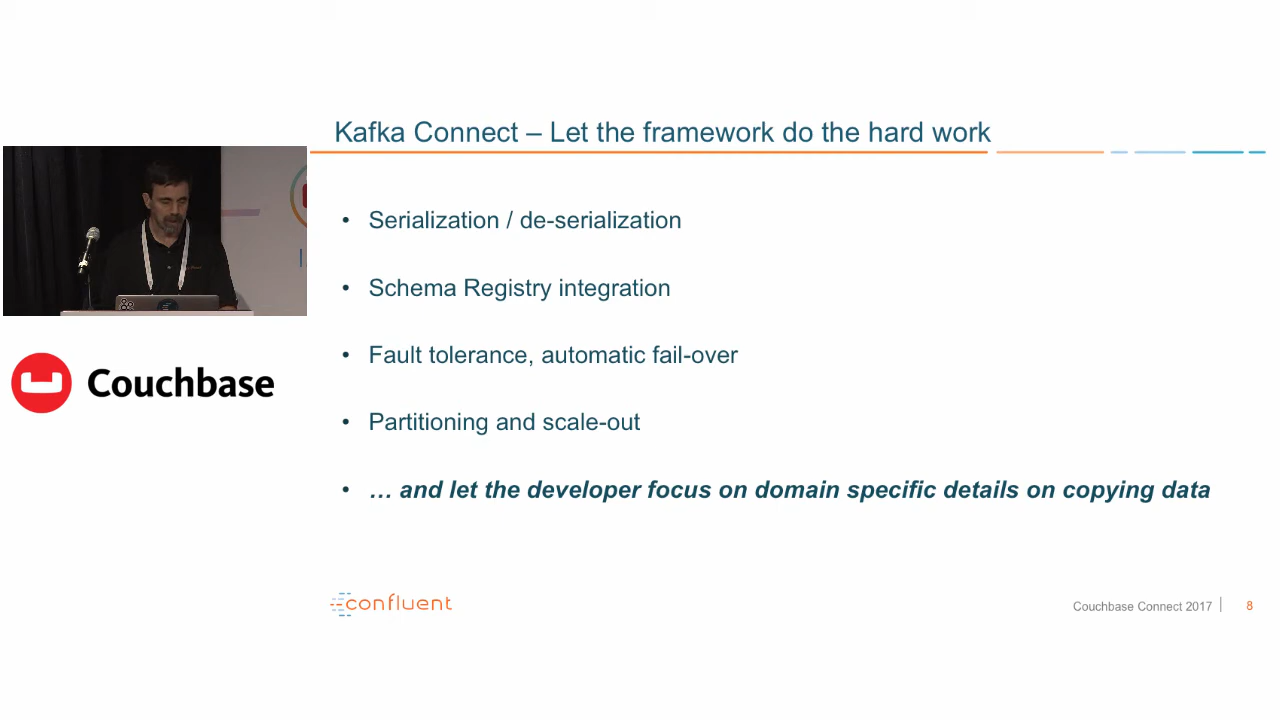 Kafka Connect – Let the framework do the hard work
• Serialization / de-serialization
• Schema Registry integration
• Fault tolerance, automatic fail-over
• Partitioning and scale-out
• … and let the developer focus on domain specific details on copying data
Couchbase
confluent
Couchbase Connect 2017 | 8